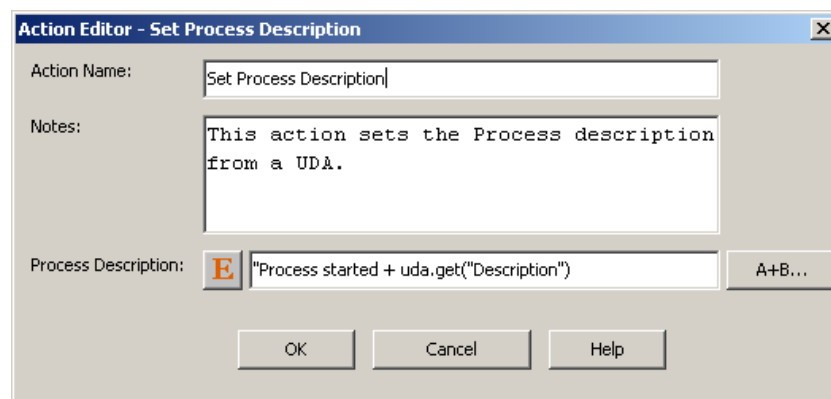 Action Editor - Set Process Description
Action Name:
Set Process Description
Notes:
This action sets the Process description
from a UDA.
Process Description:
E
"Process started + uda.get("Description")
A+B...
OK
Cancel
Help